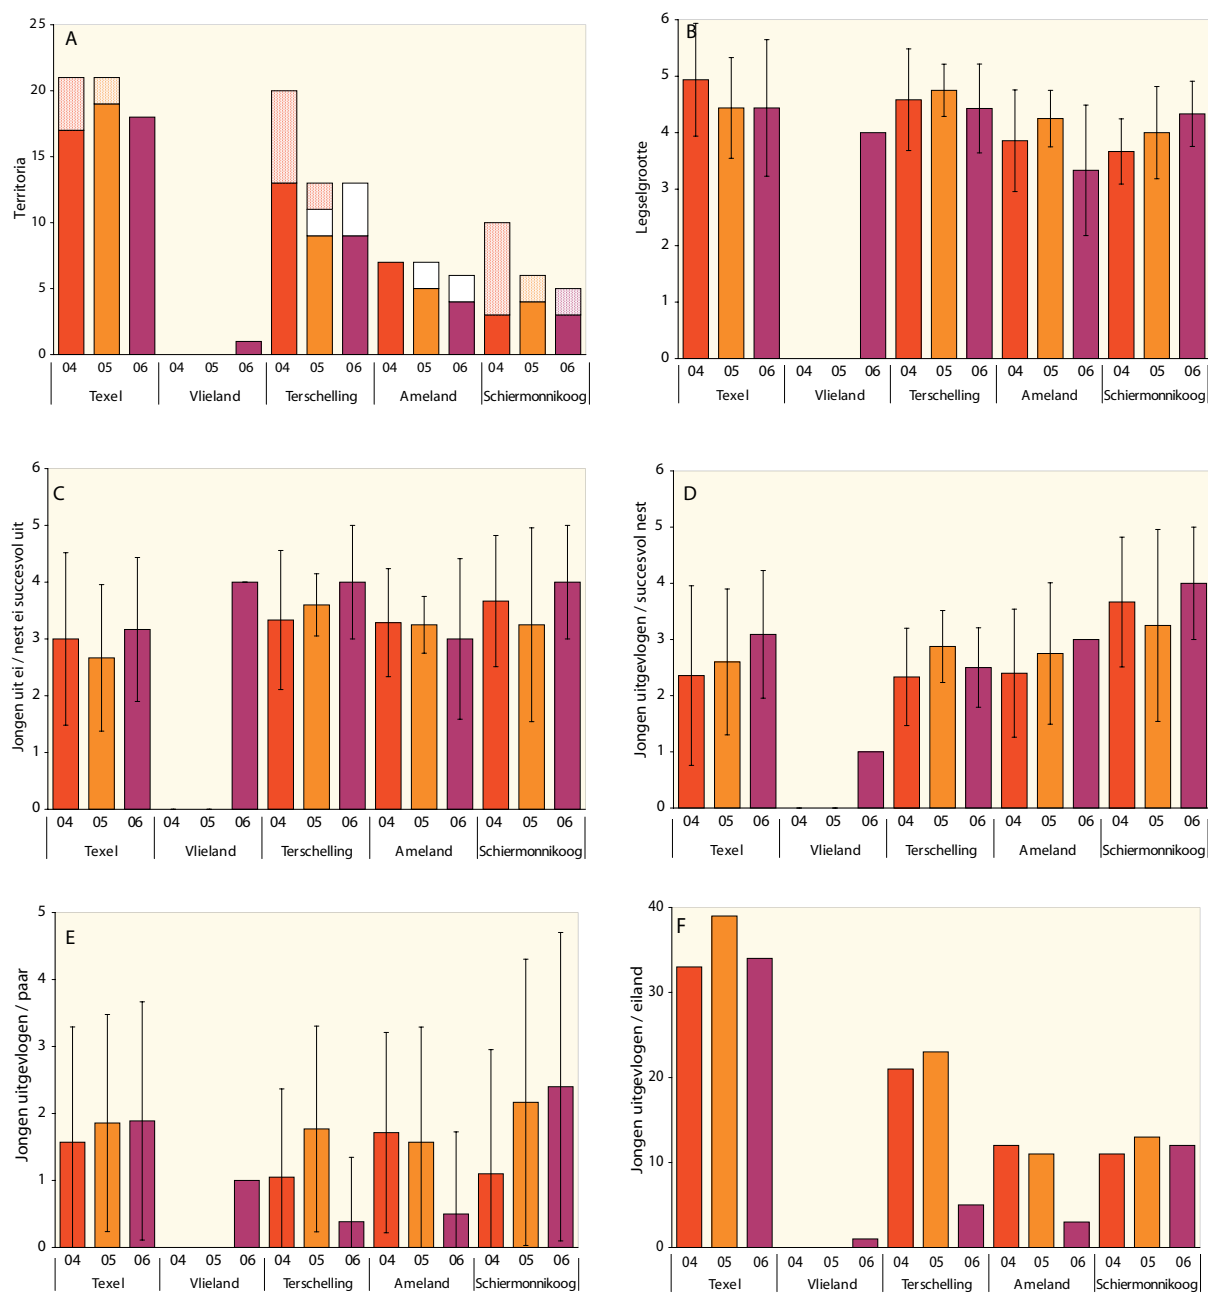 A
Territoria
25
20
15
10
5
0
04 05 06 04 05 06 04 05 06 04 05 06 04 05 06
Texel Vlieland Terschelling Ameland Schiermonnikoog
B
Legselgrootte
6
5
4
3
2
1
0
04 05 06 04 05 06 04 05 06 04 05 06 04 05 06
Texel Vlieland Terschelling Ameland Schiermonnikoog
C
Jongen uit ei / nest ei succesvol uit
6
5
4
3
2
1
0
04 05 06 04 05 06 04 05 06 04 05 06 04 05 06
Texel Vlieland Terschelling Ameland Schiermonnikoog
D
Jongen uitgevlogen / succesvol nest
6
5
4
3
2
1
0
04 05 06 04 05 06 04 05 06 04 05 06 04 05 06
Texel Vlieland Terschelling Ameland Schiermonnikoog
E
Jongen uitgevlogen / paar
5
4
3
2
1
0
04 05 06 04 05 06 04 05 06 04 05 06 04 05 06
Texel Vlieland Terschelling Ameland Schiermonnikoog
F
Jongen uitgevlogen / eiland
40
30
20
10
0
04 05 06 04 05 06 04 05 06 04 05 06 04 05 06
Texel Vlieland Terschelling Ameland Schiermonnikoog